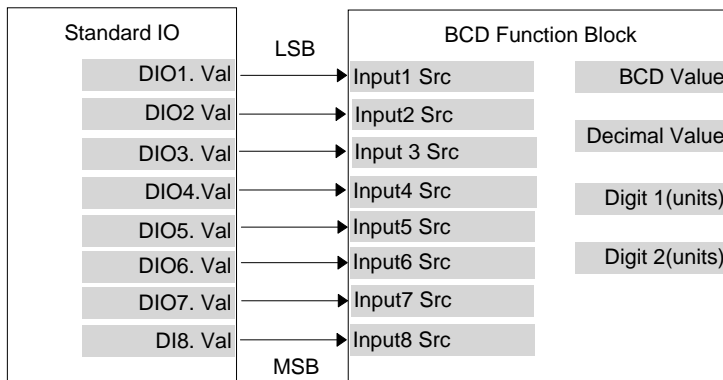 Standard IO
LSB
BCD Function Block
DIO1. Val
Input1 Src
BCD Value
DIO2 Val
Input2 Src
Decimal Value
DIO3. Val
Input 3 Src
DIO4.Val
Input4 Src
Digit 1(units)
DIO5. Val
Input5 Src
DIO6. Val
Input6 Src
Digit 2(units)
DIO7. Val
Input7 Src
DI8. Val
Input8 Src
MSB